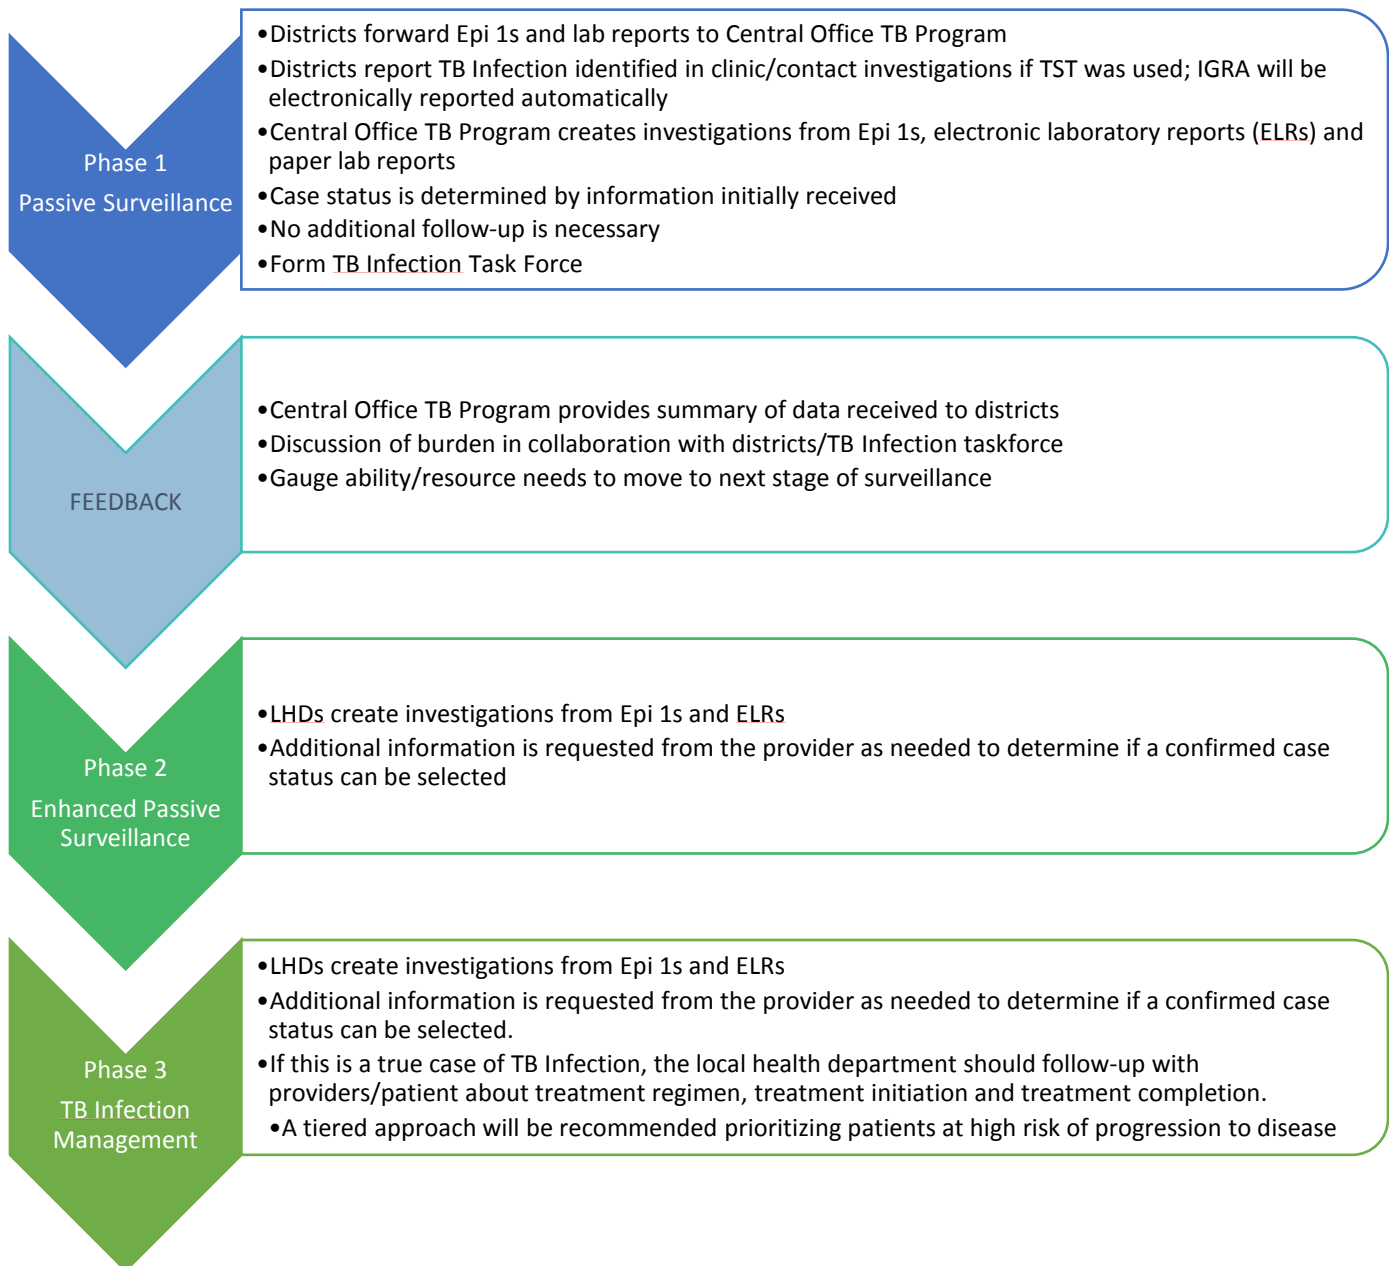 Phase 1
Passive Surveillance
•Districts forward Epi 1s and lab reports to Central Office TB Program
•Districts report TB Infection identified in clinic/contact investigations if TST was used; IGRA will be
electronically reported automatically
•Central Office TB Program creates investigations from Epi 1s, electronic laboratory reports (ELRs) and
paper lab reports
•Case status is determined by information initially received
•No additional follow-up is necessary
•Form TB Infection Task Force
FEEDBACK
•Central Office TB Program provides summary of data received to districts
•Discussion of burden in collaboration with districts/TB Infection taskforce
•Gauge ability/resource needs to move to next stage of surveillance
Phase 2
Enhanced Passive
Surveillance
•LHDs create investigations from Epi 1s and ELRs
•Additional information is requested from the provider as needed to determine if a confirmed case
status can be selected
Phase 3
TB Infection
Management
•LHDs create investigations from Epi 1s and ELRs
•Additional information is requested from the provider as needed to determine if a confirmed case
status can be selected.
•If this is a true case of TB Infection, the local health department should follow-up with
providers/patient about treatment regimen, treatment initiation and treatment completion.
•A tiered approach will be recommended prioritizing patients at high risk of progression to disease